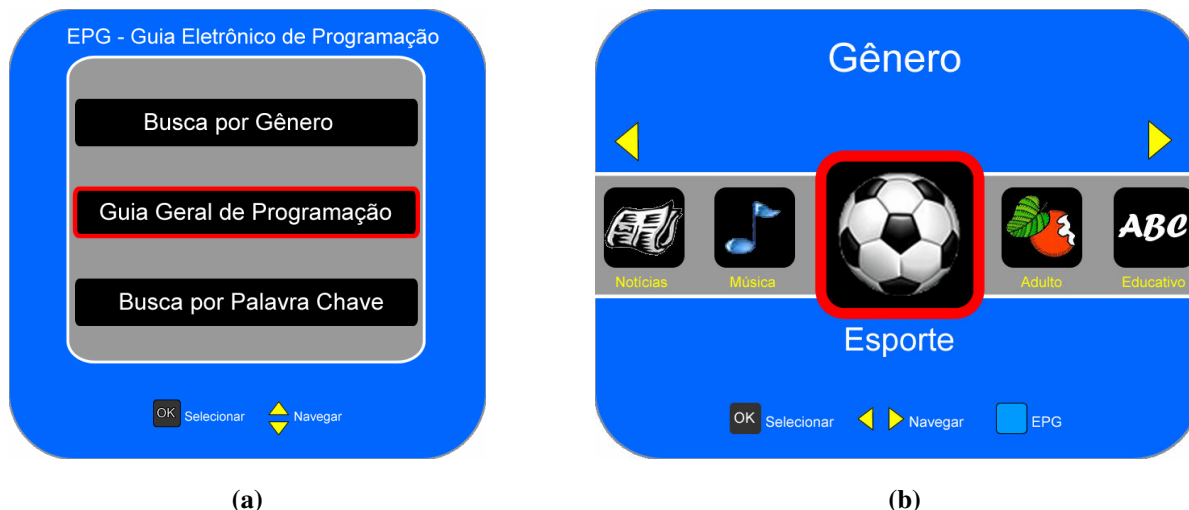 EPG - Guia Eletrônico de Programação
Busca por Gênero
Guia Geral de Programação
Busca por Palavra Chave
OK Selecionar Navegar
(a)
Gênero
Notícias Música Adulto ABC Educativo
Esporte
OK Selecionar Navegar EPG
(b)